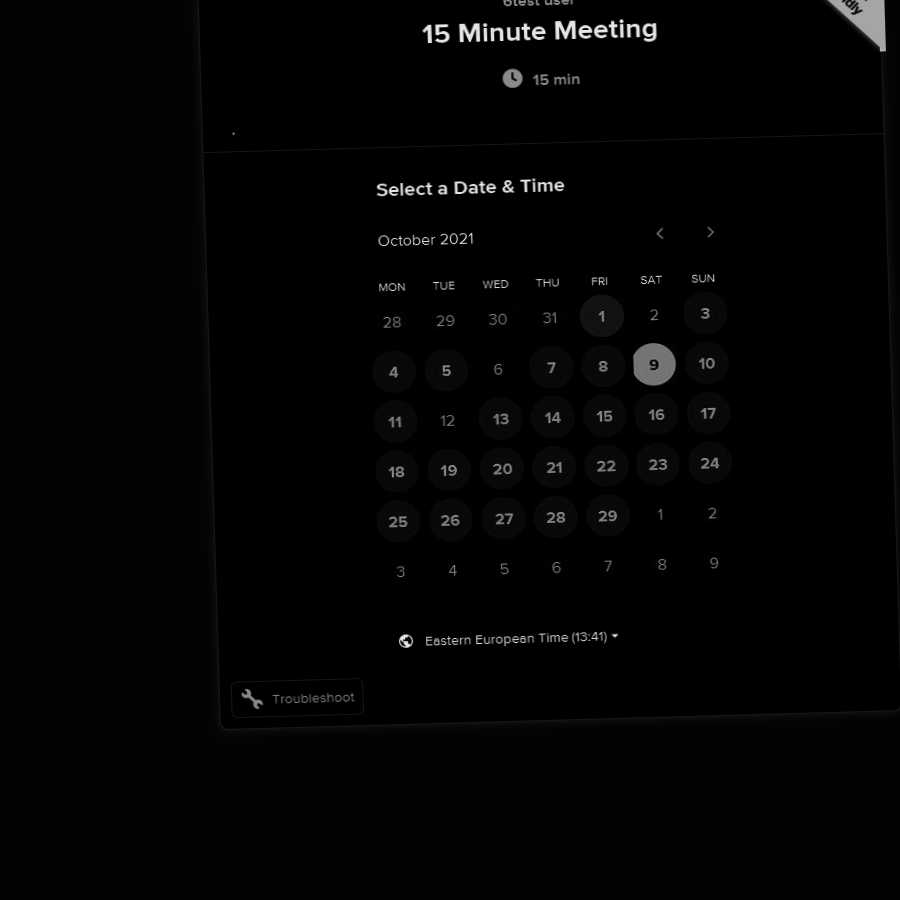 6test user
15 Minute Meeting
15 min
Select a Date & Time
October 2021
MON TUE WED THU FRI SAT SUN
28 29 30 31 1 2 3
4 5 6 7 8 9 10
11 12 13 14 15 16 17
18 19 20 21 22 23 24
25 26 27 28 29 1 2
3 4 5 6 7 8 9
Eastern European Time (13:41)
Troubleshoot